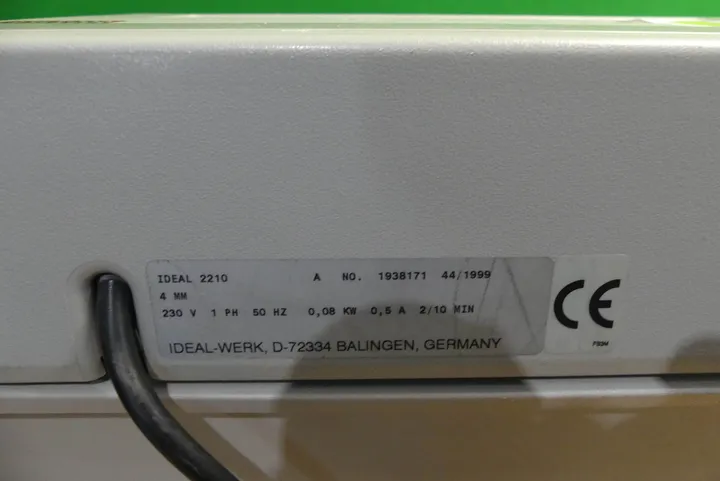 IDEAL 2210 A NO. 1938171 44/1999
4 MM
230 V 1 PH 50 HZ 0,08 KW 0,5 A 2/10 MIN
IDEAL-WERK, D-72334 BALINGEN, GERMANY
CE